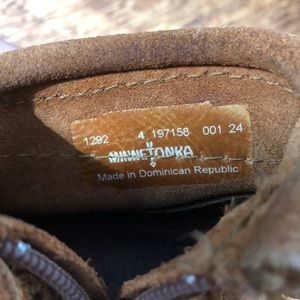 1292 4 197158 001 24
MINNETONKA
Made in Dominican Republic